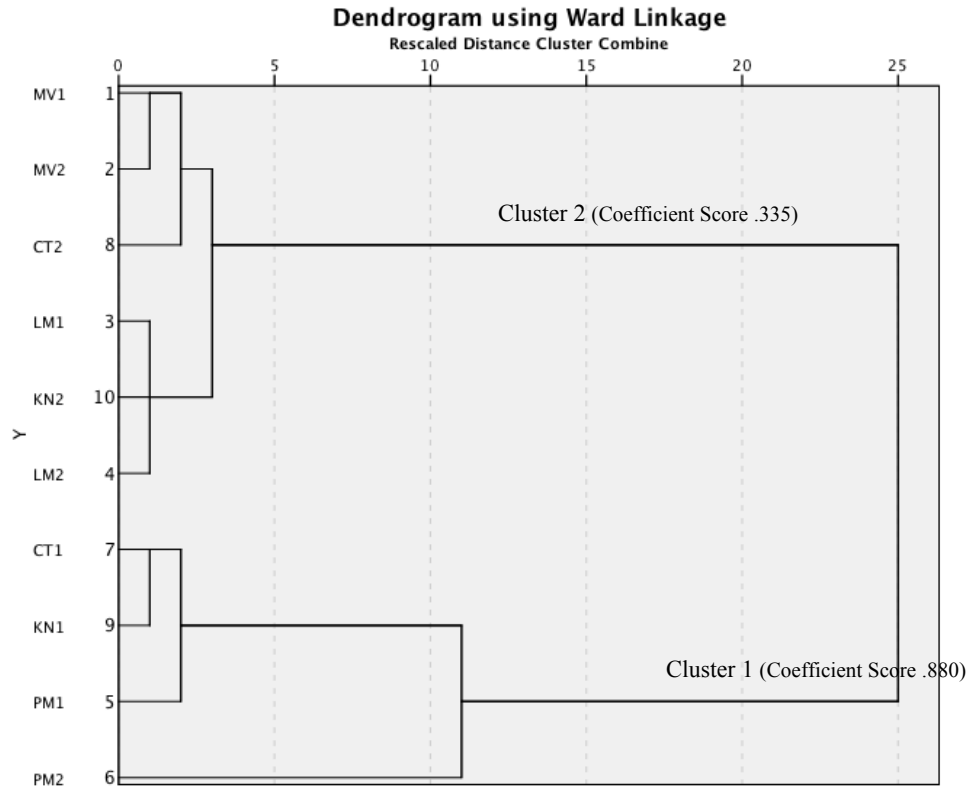 Dendrogram using Ward Linkage
Rescaled Distance Cluster Combine
0 5 10 15 20 25
MV1 1
MV2 2
Cluster 2 (Coefficient Score .335)
CT2 8
LM1 3
KN2 10
Y
LM2 4
CT1 7
KN1 9
Cluster 1 (Coefficient Score .880)
PM1 5
PM2 6